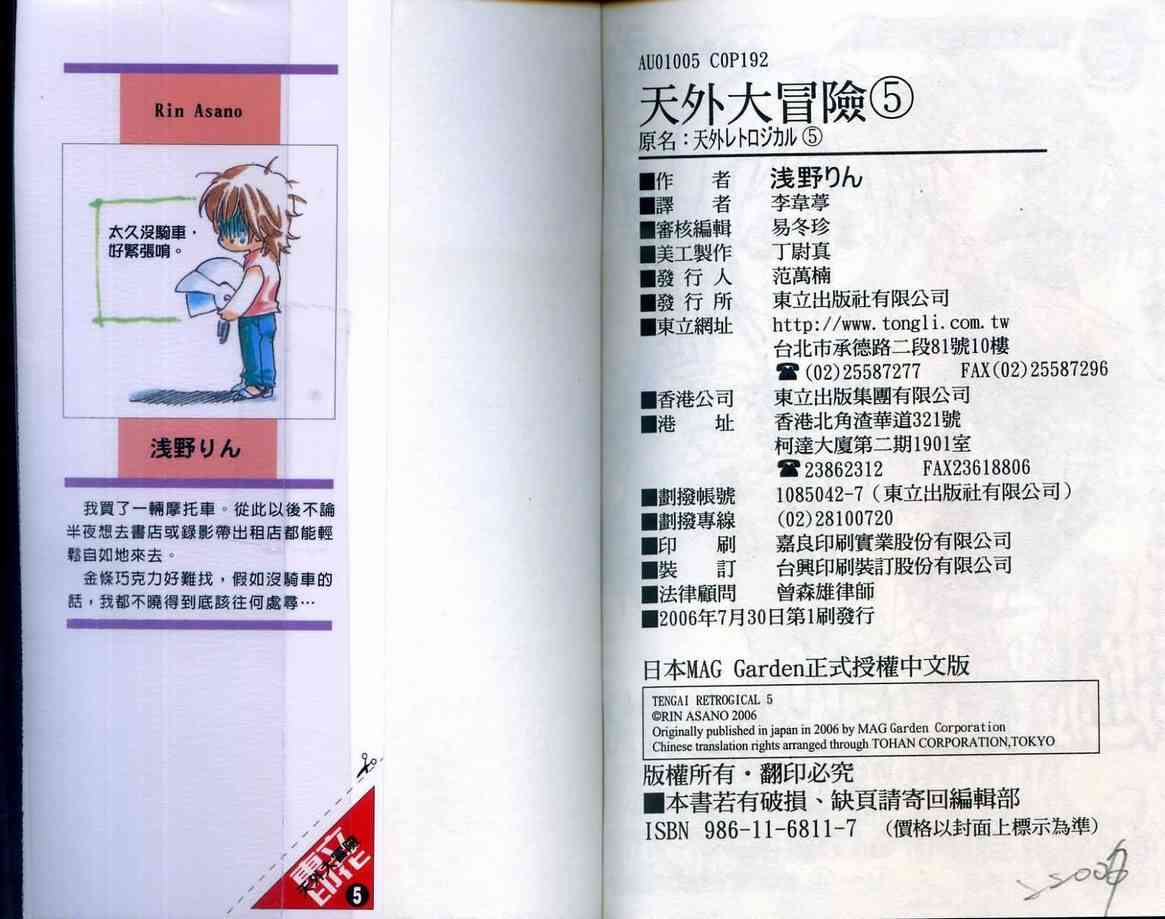 Rin Asano
太久沒騎車，
好緊張唷。
浅野りん
我買了一輛摩托車。從此以後不論
半夜想去書店或錄影帶出租店都能輕
鬆自如地來去。
金條巧克力好難找，假如沒騎車的
話，我都不曉得到底該往何處尋…
東立
印花
天外大冒險
5
AU01005 COP192
天外大冒險⑤
原名：天外レトロジカル⑤
■作　者 浅野りん
■譯　者 李韋葶
■審核編輯 易冬珍
■美工製作 丁尉真
■發 行 人 范萬楠
■發 行 所 東立出版社有限公司
■東立網址 http://www.tongli.com.tw
台北市承德路二段81號10樓
☎(02)25587277 FAX(02)25587296
■香港公司 東立出版集團有限公司
■港　址 香港北角渣華道321號
柯達大廈第二期1901室
☎23862312 FAX23618806
■劃撥帳號 1085042-7（東立出版社有限公司）
■劃撥專線 (02)28100720
■印　刷 嘉良印刷實業股份有限公司
■裝　訂 台興印刷裝訂股份有限公司
■法律顧問 曾森雄律師
■2006年7月30日第1刷發行
日本MAG Garden正式授權中文版
TENGAI RETROGICAL 5
©RIN ASANO 2006
Originally published in japan in 2006 by MAG Garden Corporation
Chinese translation rights arranged through TOHAN CORPORATION,TOKYO
版權所有・翻印必究
■本書若有破損、缺頁請寄回編輯部
ISBN 986-11-6811-7 （價格以封面上標示為準）